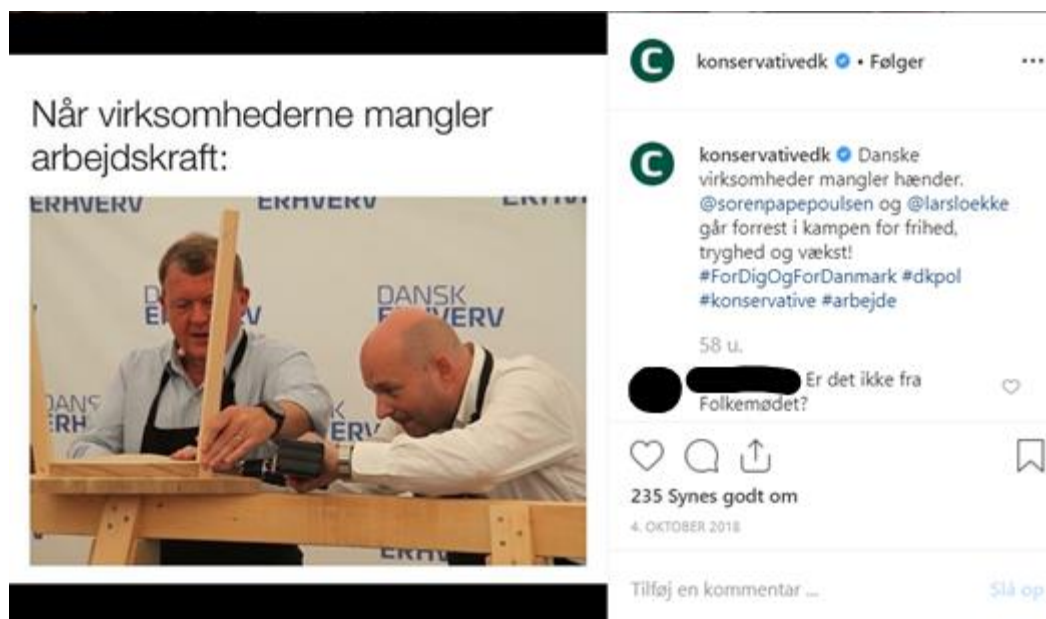 Når virksomhederne mangler
arbejdskraft:
ERHVERV ERHVERV
DANSK
ERHVERV
DANSK
ERHVERV
konservativedk • Følger
konservativedk Danske
virksomheder mangler hænder.
@sorenpapepoulsen og @larsloekke
går forrest i kampen for frihed,
tryghed og vækst!
#ForDigOgForDanmark #dkpol
#konservative #arbejde
58 u.
Er det ikke fra
Folkemødet?
235 Synes godt om
4. OKTOBER 2018
Tilføj en kommentar ...
Slå op